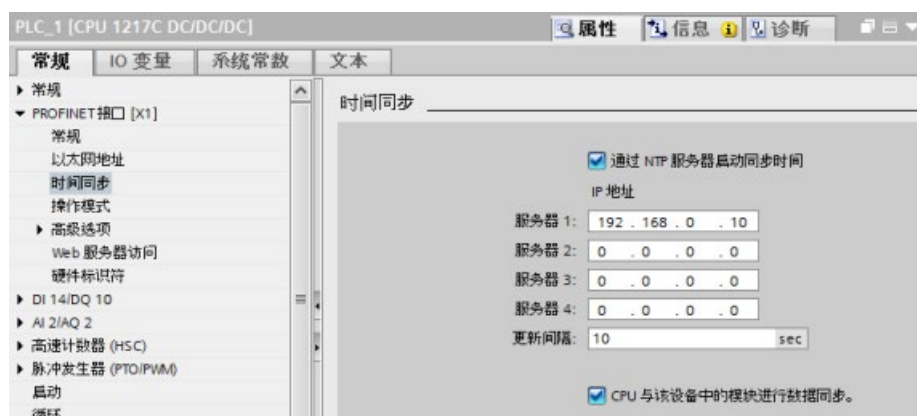 PLC_1 [CPU 1217C DC/DC/DC]
属性 信息 诊断
常规 IO 变量 系统常数 文本
常规
PROFINET接口 [X1]
常规
以太网地址
时间同步
操作模式
高级选项
Web 服务器访问
硬件标识符
DI 14/DQ 10
AI 2/AQ 2
高速计数器 (HSC)
脉冲发生器 (PTO/PWM)
启动
循环
时间同步
通过 NTP 服务器启动同步时间
IP 地址
服务器 1: 192 . 168 . 0 . 10
服务器 2: 0 . 0 . 0 . 0
服务器 3: 0 . 0 . 0 . 0
服务器 4: 0 . 0 . 0 . 0
更新间隔: 10 sec
CPU 与该设备中的模块进行数据同步。